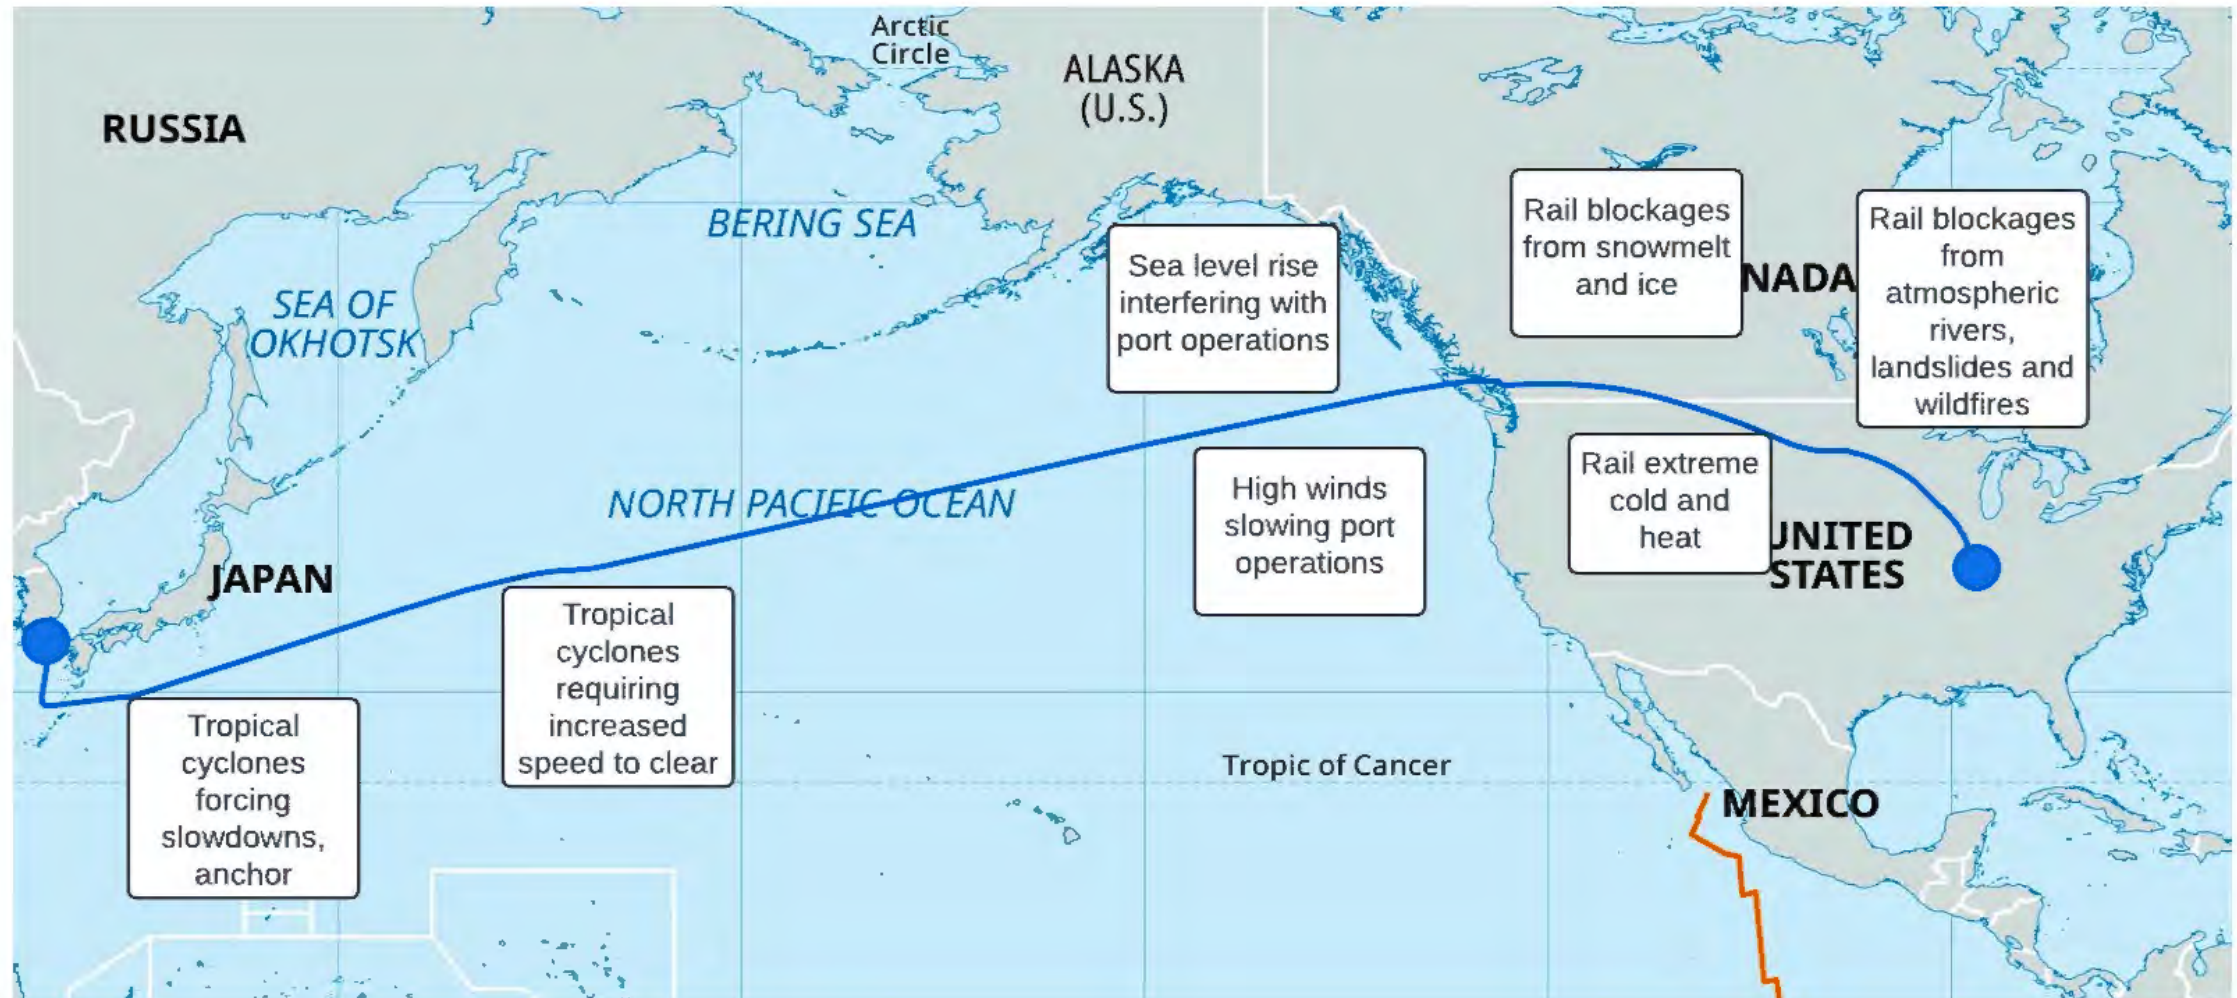 Arctic
Circle
ALASKA
(U.S.)
RUSSIA
BERING SEA
SEA OF
OKHOTSK
Sea level rise
interfering with
port operations
Rail blockages
from snowmelt
and ice
NADA
Rail blockages
from
atmospheric
rivers,
landslides and
wildfires
NORTH PACIFIC OCEAN
High winds
slowing port
operations
Rail extreme
cold and
heat
UNITED
STATES
JAPAN
Tropical
cyclones
requiring
increased
speed to clear
Tropical
cyclones
forcing
slowdowns,
anchor
Tropic of Cancer
MEXICO